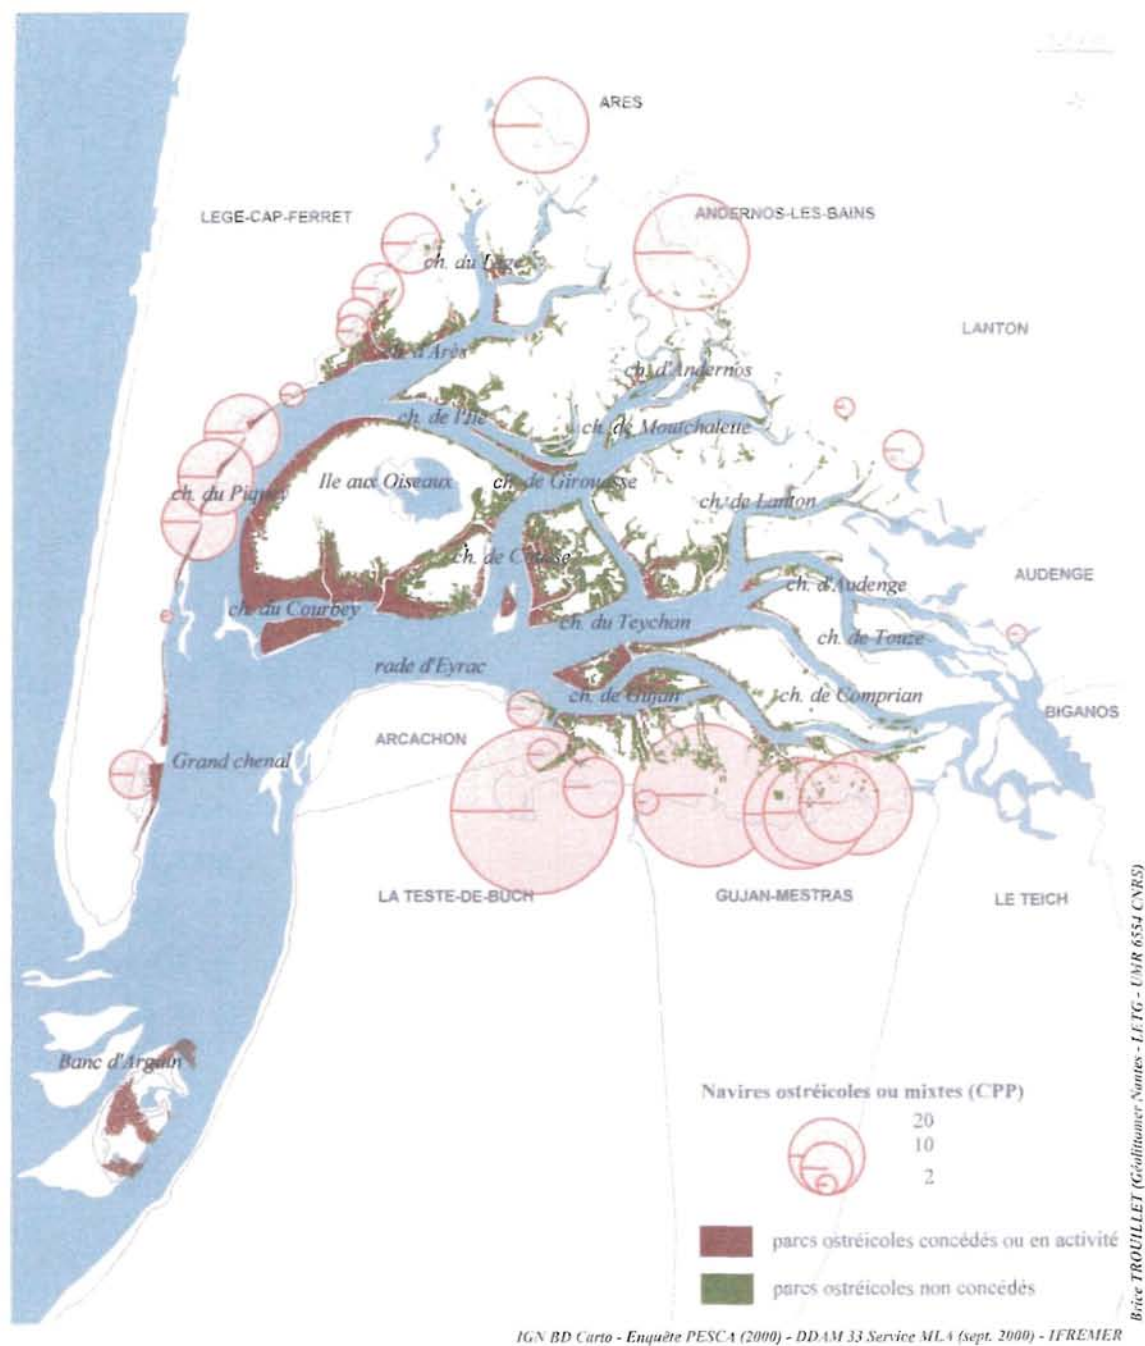 ARES
LEGE-CAP-FERRET
ANDERNOS-LES-BAINS
ch. du Lège
LANTON
ch. d'Arès
ch. d'Andernos
ch. de l'Ile
ch. de Moutchalette
Ile aux Oiseaux
ch. de Girouasse
ch. du Piquey
ch. de Lanton
ch. de Cousse
AUDENGE
ch. d'Audenge
ch. du Courbey
ch. du Teychan
ch. de Touze
rade d'Eyrac
ch. de Gujan
ch. de Comprian
BIGANOS
ARCACHON
Grand chenal
LA TESTE-DE-BUCH
GUJAN-MESTRAS
LE TEICH
Banc d'Arguin
Navires ostréicoles ou mixtes (CPP)
20
10
2
parcs ostréicoles concédés ou en activité
parcs ostréicoles non concédés
Brice TROUILLET (Géolittomer Nantes - LETG - UMR 6554 CNRS)
IGN BD Carto - Enquête PESCA (2000) - DDAM 33 Service MLA (sept. 2000) - IFREMER